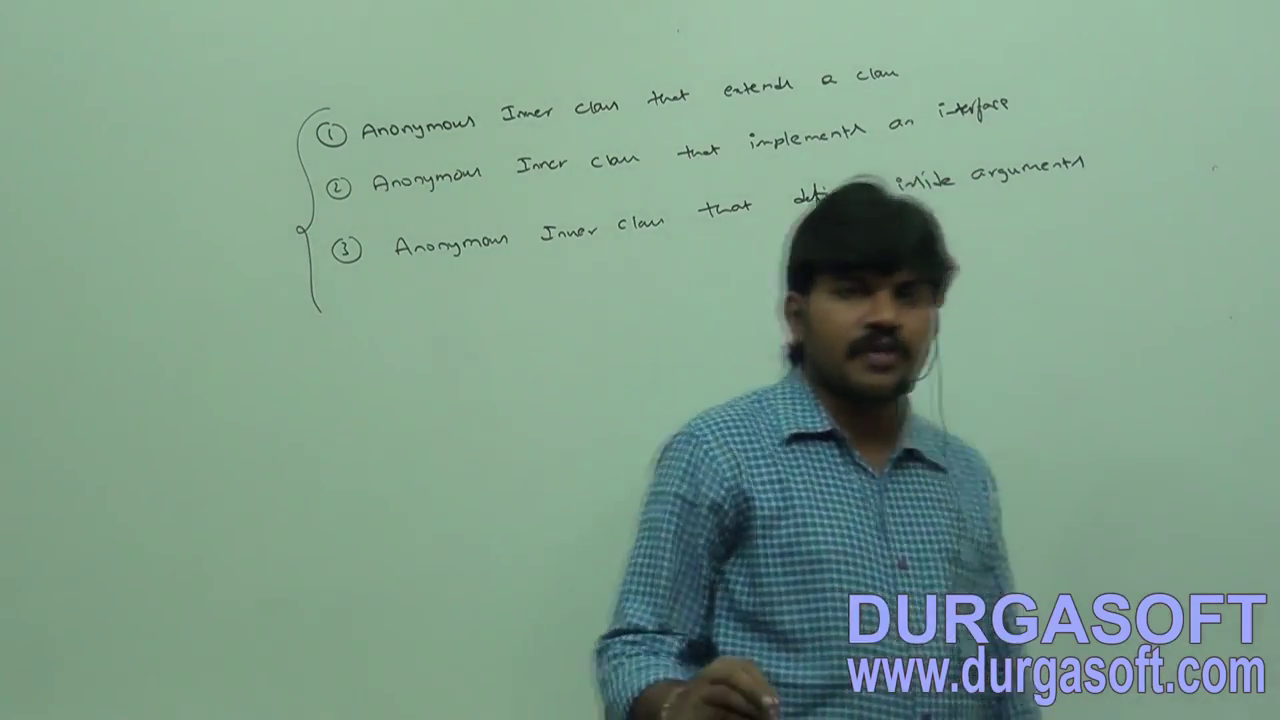 ① Anonymous Inner class that extends a class
② Anonymous Inner class that implements an interface
③ Anonymous Inner class that inside arguments
DURGASOFT
www.durgasoft.com